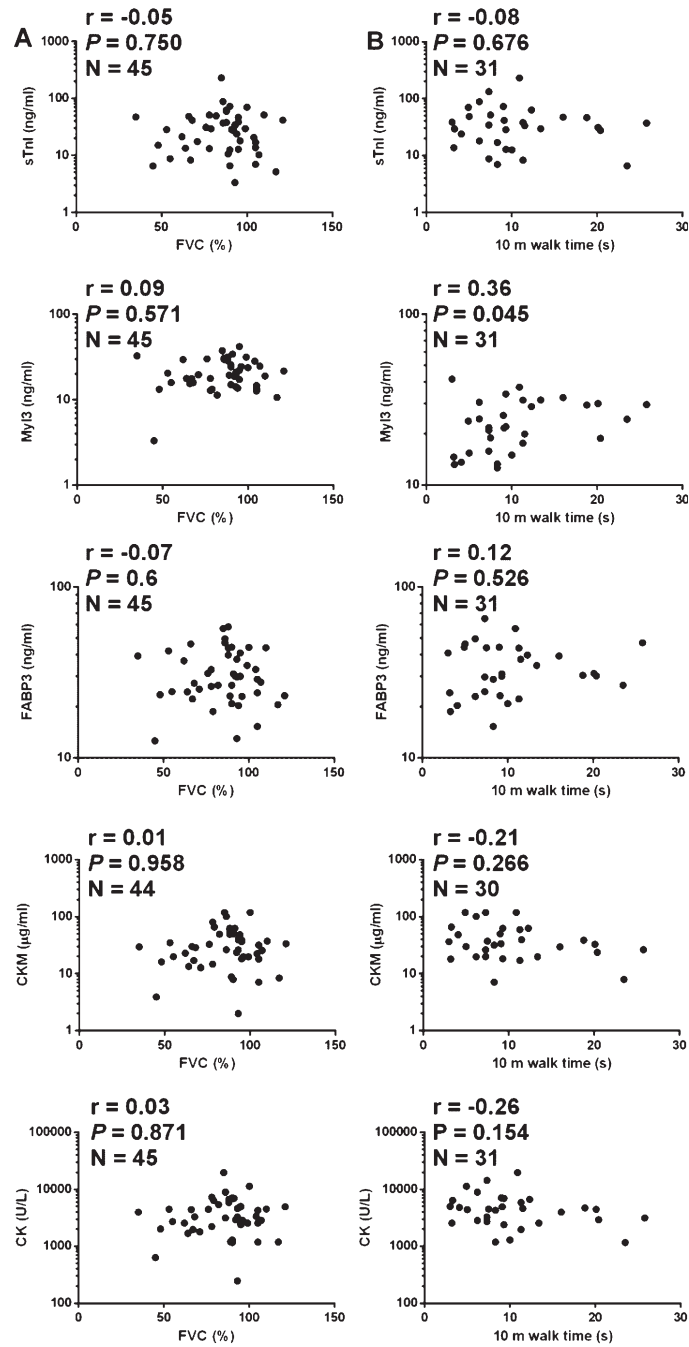 A
r = -0.05
P = 0.750
N = 45
sTnI (ng/ml)
1000
100
10
1
0 50 100 150
FVC (%)
B
r = -0.08
P = 0.676
N = 31
sTnI (ng/ml)
1000
100
10
1
0 10 20 30
10 m walk time (s)
r = 0.09
P = 0.571
N = 45
Myl3 (ng/ml)
100
10
1
0 50 100 150
FVC (%)
r = 0.36
P = 0.045
N = 31
Myl3 (ng/ml)
100
10
0 10 20 30
10 m walk time (s)
r = -0.07
P = 0.6
N = 45
FABP3 (ng/ml)
100
10
0 50 100 150
FVC (%)
r = 0.12
P = 0.526
N = 31
FABP3 (ng/ml)
100
10
0 10 20 30
10 m walk time (s)
r = 0.01
P = 0.958
N = 44
CKM (µg/ml)
1000
100
10
1
0 50 100 150
FVC (%)
r = -0.21
P = 0.266
N = 30
CKM (µg/ml)
1000
100
10
1
0 10 20 30
10 m walk time (s)
r = 0.03
P = 0.871
N = 45
CK (U/L)
100000
10000
1000
100
0 50 100 150
FVC (%)
r = -0.26
P = 0.154
N = 31
CK (U/L)
100000
10000
1000
100
0 10 20 30
10 m walk time (s)